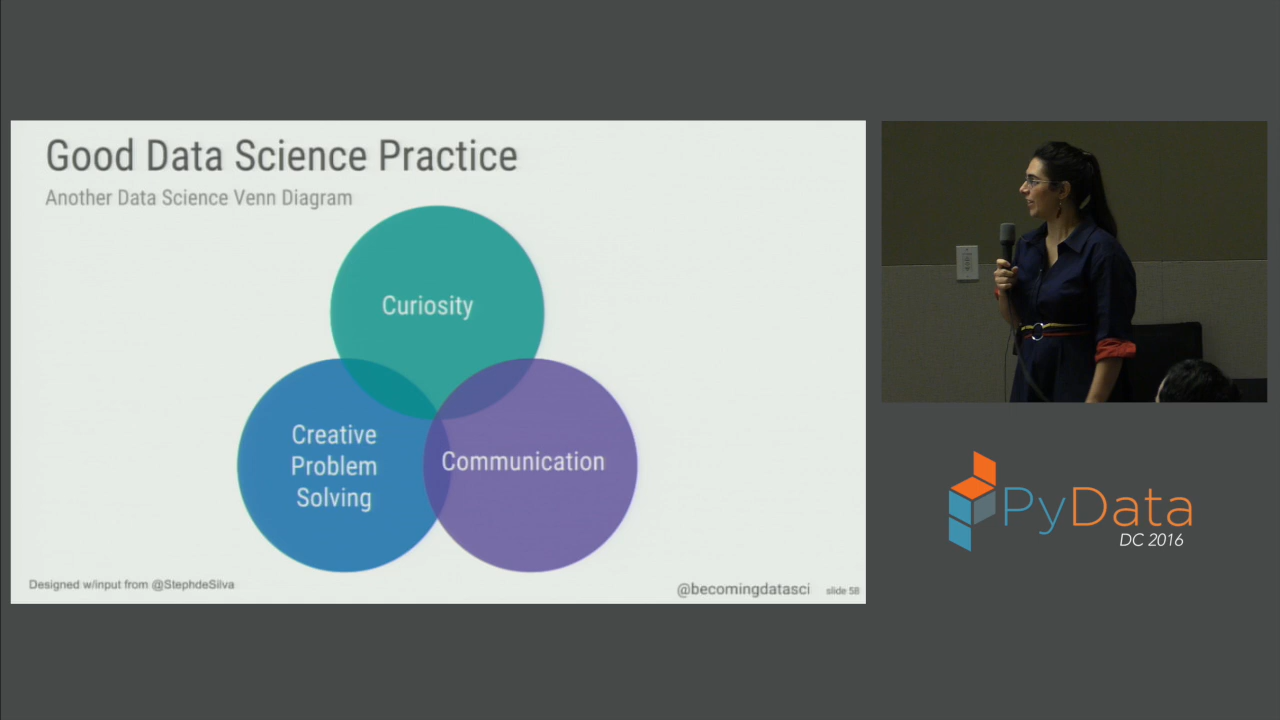 Good Data Science Practice
Another Data Science Venn Diagram
Curiosity
Creative
Problem
Solving
Communication
Designed w/input from @StephdeSilva
@becomingdatasci
slide 58
PyData
DC 2016